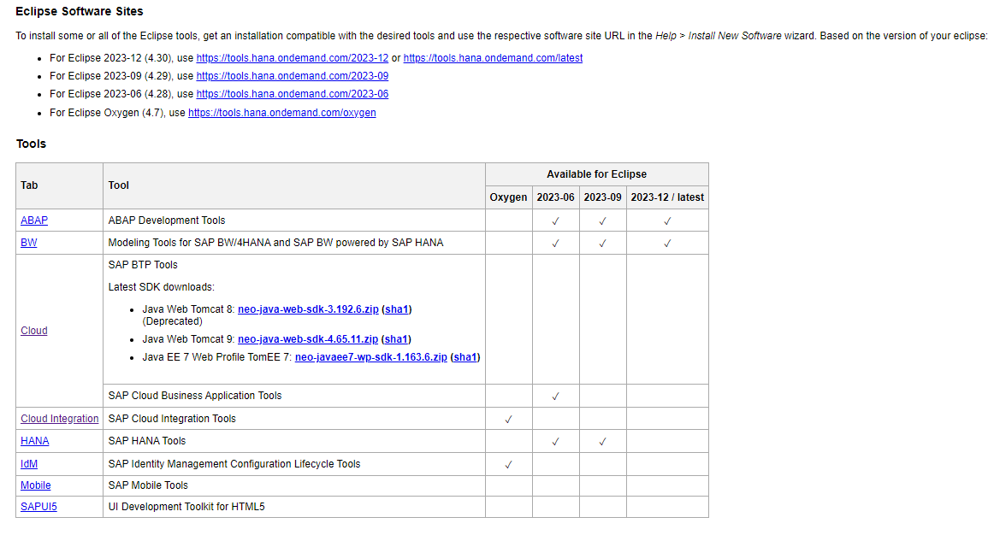 Eclipse Software Sites
To install some or all of the Eclipse tools, get an installation compatible with the desired tools and use the respective software site URL in the Help > Install New Software wizard. Based on the version of your eclipse:
• For Eclipse 2023-12 (4.30), use https://tools.hana.ondemand.com/2023-12 or https://tools.hana.ondemand.com/latest
• For Eclipse 2023-09 (4.29), use https://tools.hana.ondemand.com/2023-09
• For Eclipse 2023-06 (4.28), use https://tools.hana.ondemand.com/2023-06
• For Eclipse Oxygen (4.7), use https://tools.hana.ondemand.com/oxygen
Tools
Tab Tool Available for Eclipse
Oxygen 2023-06 2023-09 2023-12 / latest
ABAP ABAP Development Tools ✓ ✓ ✓
BW Modeling Tools for SAP BW/4HANA and SAP BW powered by SAP HANA ✓ ✓ ✓
Cloud SAP BTP Tools
Latest SDK downloads:
• Java Web Tomcat 8: neo-java-web-sdk-3.192.6.zip (sha1)
(Deprecated)
• Java Web Tomcat 9: neo-java-web-sdk-4.65.11.zip (sha1)
• Java EE 7 Web Profile TomEE 7: neo-javaee7-wp-sdk-1.163.6.zip (sha1)
SAP Cloud Business Application Tools ✓
Cloud Integration SAP Cloud Integration Tools ✓
HANA SAP HANA Tools ✓ ✓
IdM SAP Identity Management Configuration Lifecycle Tools ✓
Mobile SAP Mobile Tools
SAPUI5 UI Development Toolkit for HTML5